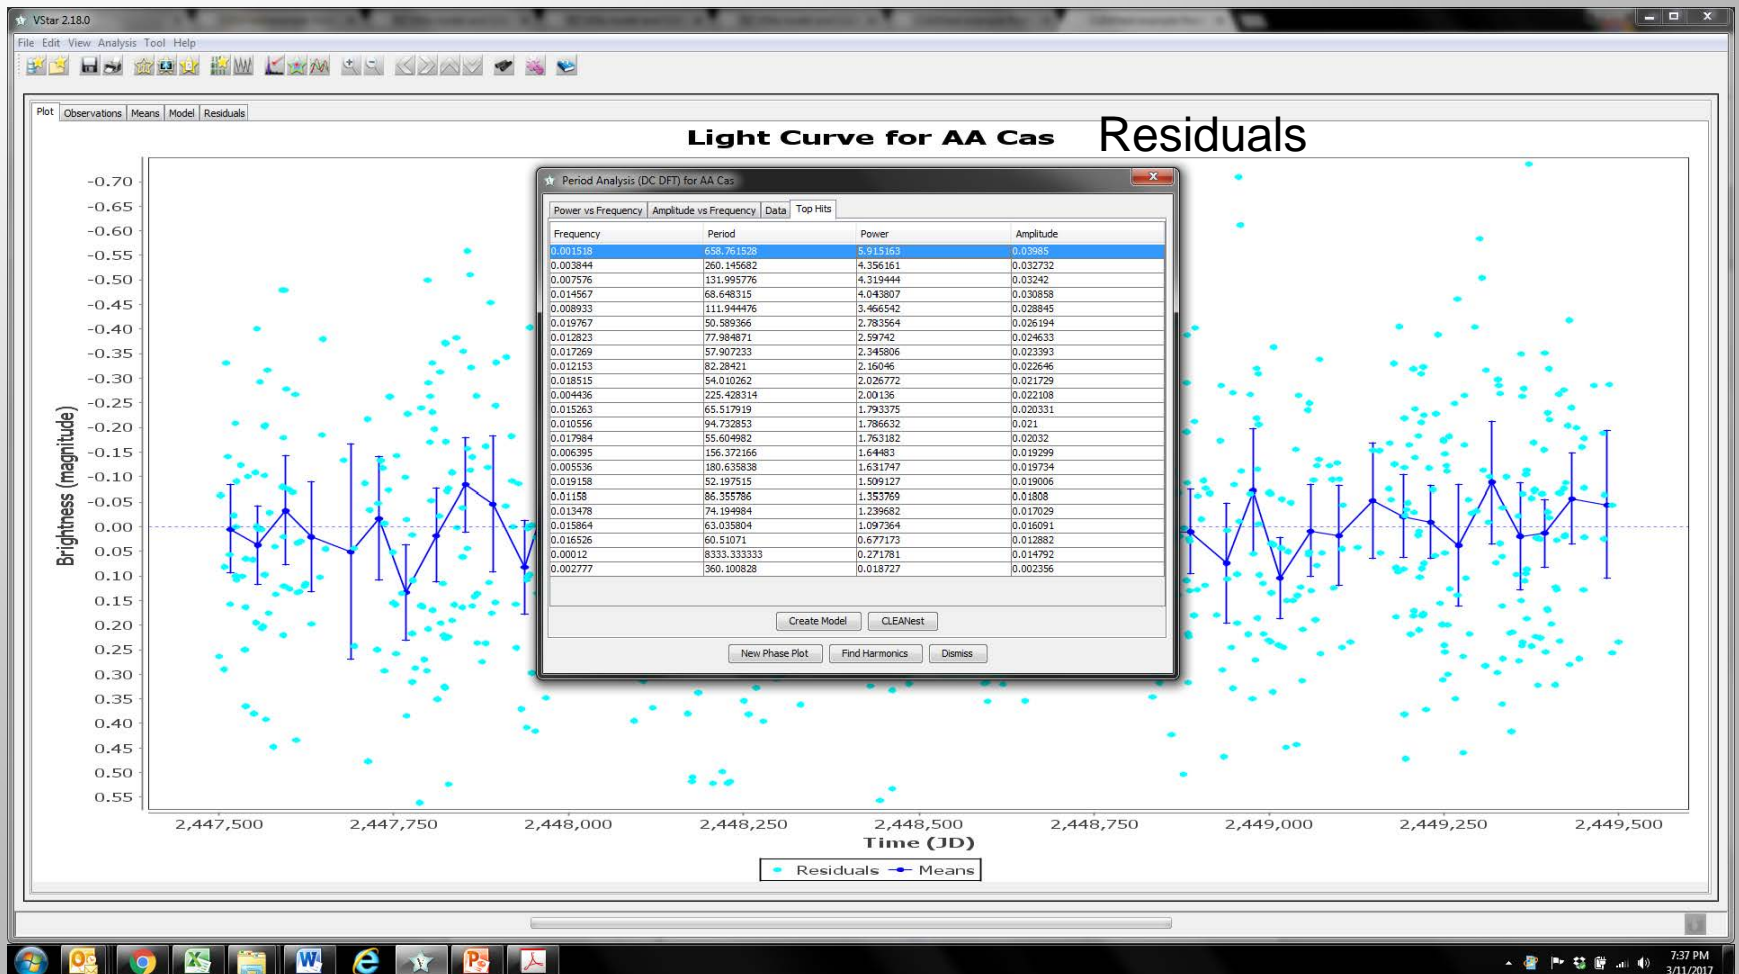 VStar 2.18.0
File Edit View Analysis Tool Help
Plot Observations Means Model Residuals
Light Curve for AA Cas Residuals
Period Analysis (DC DFT) for AA Cas
Power vs Frequency Amplitude vs Frequency Data Top Hits
Frequency Period Power Amplitude
0.001518 658.761528 5.915163 0.03985
0.003844 260.145682 4.356161 0.032732
0.007576 131.995776 4.319444 0.03242
0.014567 68.648315 4.043807 0.030858
0.008933 111.944476 3.466542 0.028845
0.019767 50.589366 2.783564 0.026194
0.012823 77.984871 2.59742 0.024633
0.017269 57.907233 2.345806 0.023393
0.012153 82.28421 2.16046 0.022646
0.018515 54.010262 2.026772 0.021729
0.004436 225.428314 2.00136 0.022108
0.015263 65.517919 1.793375 0.020331
0.010556 94.732853 1.786632 0.021
0.017984 55.604982 1.763182 0.02032
0.006395 156.372166 1.64483 0.019299
0.005536 180.635838 1.631747 0.019734
0.019158 52.197515 1.509127 0.019006
0.01158 86.355786 1.353769 0.01808
0.013478 74.194984 1.239682 0.017029
0.015864 63.035804 1.097364 0.016091
0.016526 60.51071 0.677173 0.012882
0.00012 8333.333333 0.271781 0.014792
0.002777 360.100828 0.018727 0.002356
Create Model CLEANest
New Phase Plot Find Harmonics Dismiss
Brightness (magnitude)
-0.70
-0.65
-0.60
-0.55
-0.50
-0.45
-0.40
-0.35
-0.30
-0.25
-0.20
-0.15
-0.10
-0.05
0.00
0.05
0.10
0.15
0.20
0.25
0.30
0.35
0.40
0.45
0.50
0.55
2,447,500 2,447,750 2,448,000 2,448,250 2,448,500 2,448,750 2,449,000 2,449,250 2,449,500
Time (JD)
Residuals Means
7:37 PM
3/11/2017